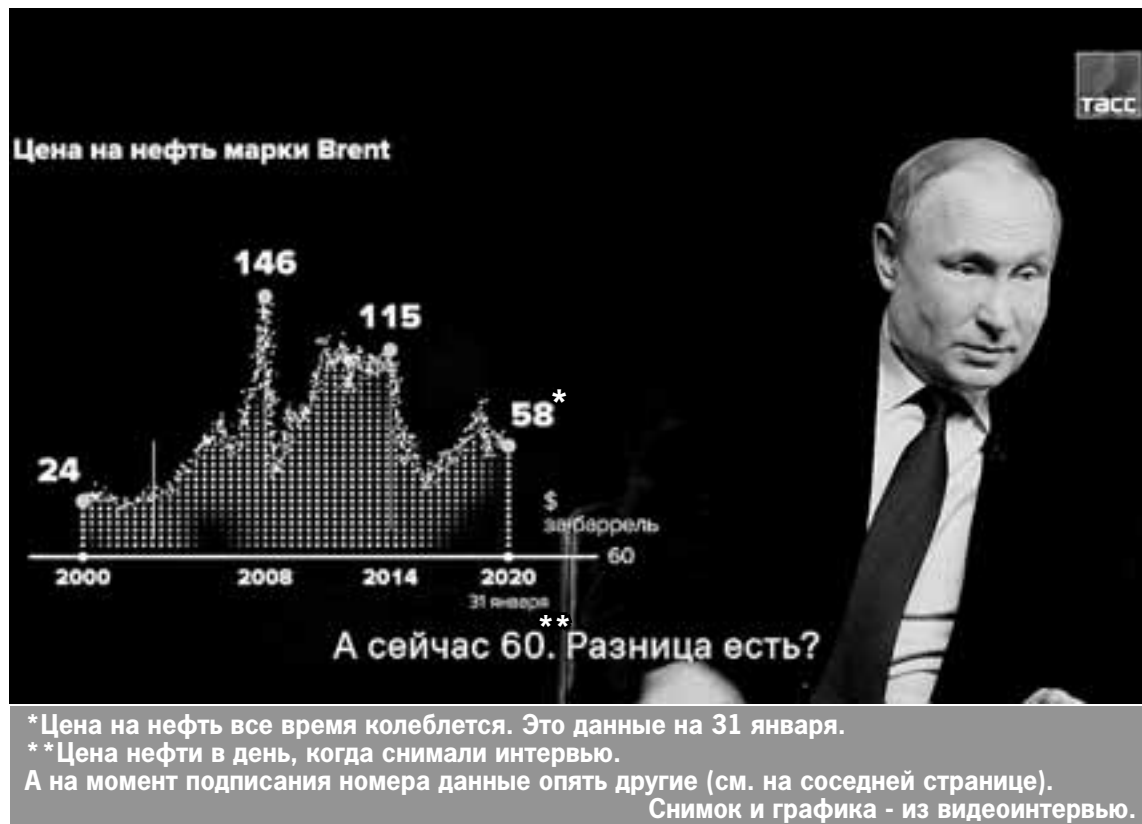 тасс
Цена на нефть марки Brent
146
115
58*
24
$
за баррель
60
2000 2008 2014 2020
31 января
А сейчас 60.** Разница есть?
*Цена на нефть все время колеблется. Это данные на 31 января.
**Цена нефти в день, когда снимали интервью.
А на момент подписания номера данные опять другие (см. на соседней странице).
Снимок и графика - из видеоинтервью.